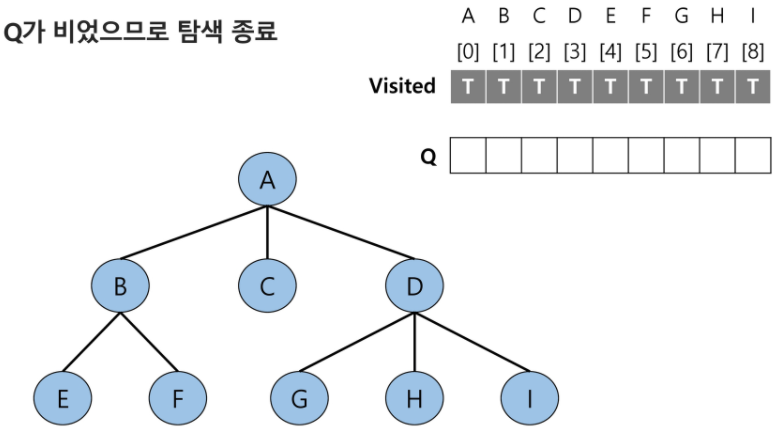 Q가 비었으므로 탐색 종료
A B C D E F G H I
[0] [1] [2] [3] [4] [5] [6] [7] [8]
Visited T T T T T T T T T
Q
A
B C D
E F G H I